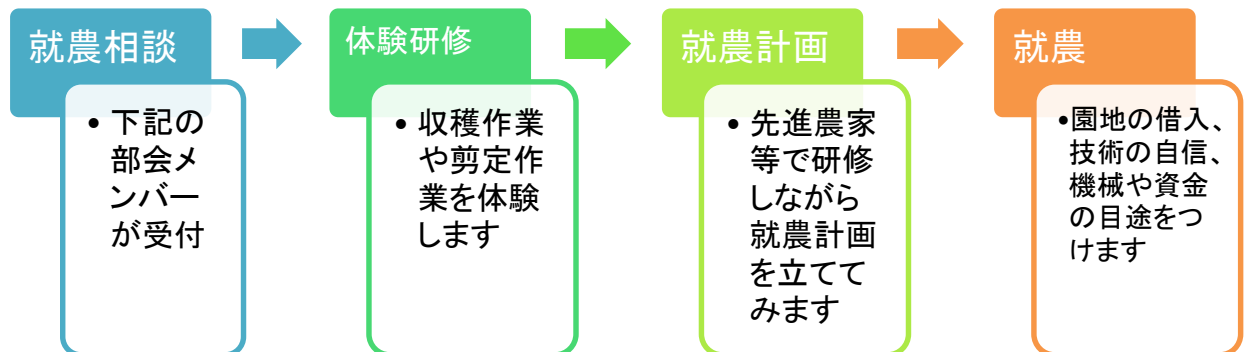 就農相談
• 下記の
部会メ
ンバー
が受付
体験研修
• 収穫作業
や剪定作
業を体験
します
就農計画
• 先進農家
等で研修
しながら
就農計画
を立てて
みます
就農
•園地の借入、
技術の自信、
機械や資金
の目途をつ
けます